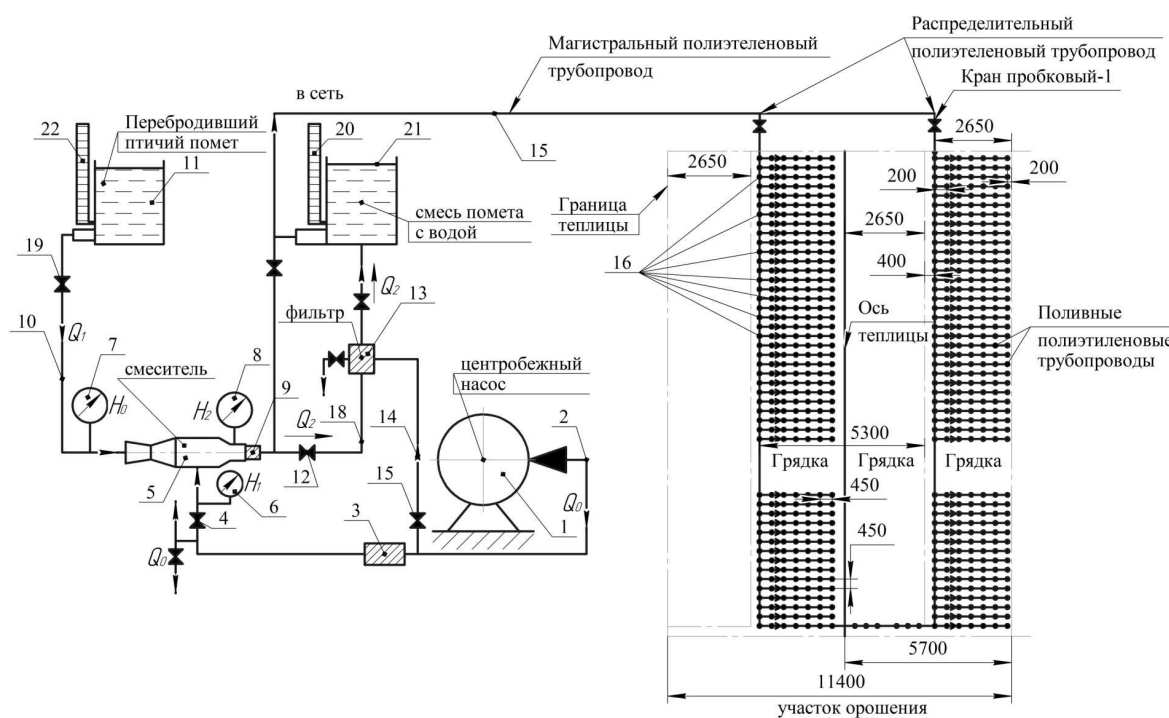 Магистральный полиэтеленовый
трубопровод
Распределительный
полиэтеленовый трубопровод
Кран пробковый-1
в сеть
22
Перебродивший
птичий помет
11
20
21
15
2650
2650
200
200
Граница
теплицы
смесь помета
с водой
2650
19
16
400
Q2
13
фильтр
Q1
10
7
8
Ось
теплицы
Поливные
полиэтиленовые
трубопроводы
центробежный
насос
смеситель
9
H0
H2
Q2
18
14
2
5300
12
Грядка
Грядка
Грядка
5
H1
6
15
1
Q0
450
4
3
450
Q0
5700
11400
участок орошения